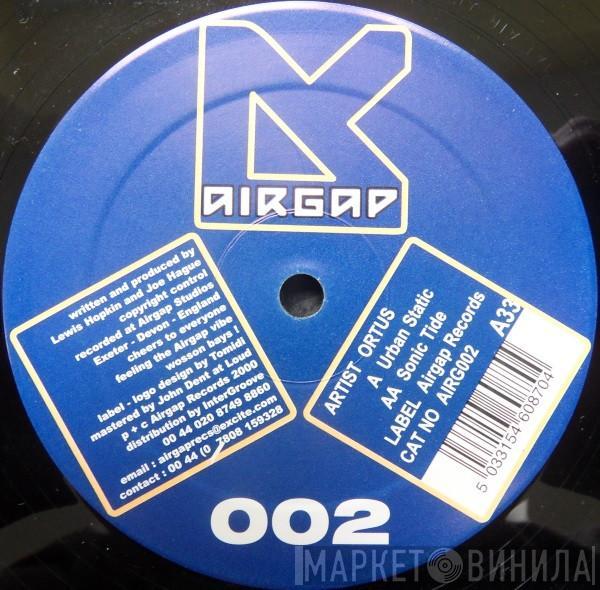 AIRGAP
written and produced by
Lewis Hopkin and Joe Hague
copyright control
recorded at Airgap Studios
Exeter - Devon - England
cheers to everyone
feeling the Airgap vibe
wosson bays !
label - logo design by Tomidi
mastered by John Dent at Loud
p + c Airgap Records 2000
distribution by InterGroove
00 44 020 8749 8860
email : airgaprecs@excite.com
contact : 00 44 (0 7808 159328
ARTIST ORTUS
A Urban Static
AA Sonic Tide
LABEL Airgap Records
CAT NO AIRG002
A33
5 033154 608704
002
МАРКЕТ ВИНИЛА